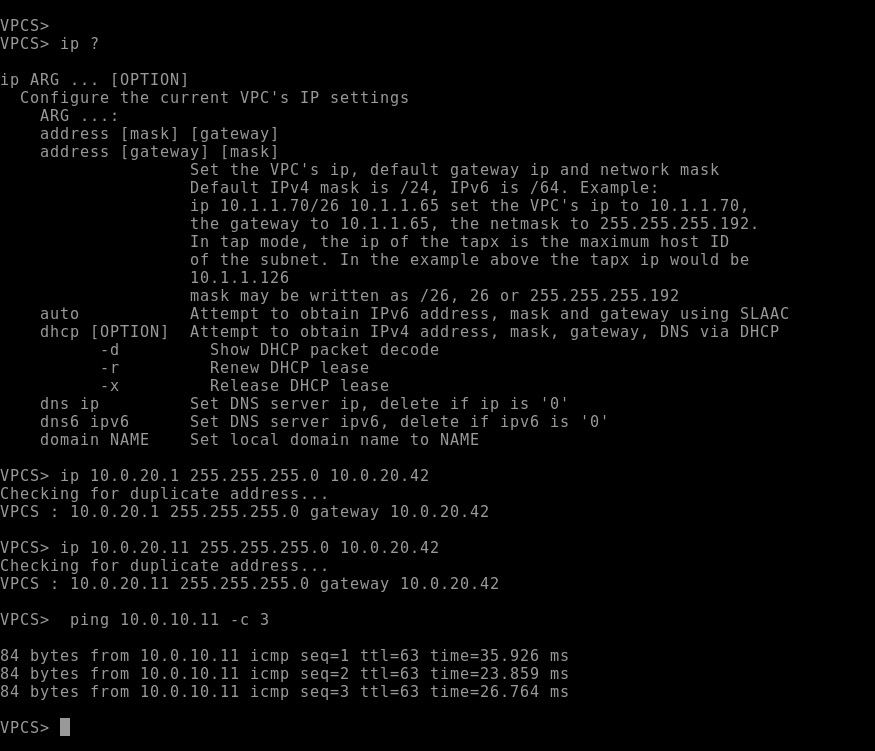 VPCS>
VPCS> ip ?
ip ARG ... [OPTION]
Configure the current VPC's IP settings
ARG ...:
address [mask] [gateway]
address [gateway] [mask]
Set the VPC's ip, default gateway ip and network mask
Default IPv4 mask is /24, IPv6 is /64. Example:
ip 10.1.1.70/26 10.1.1.65 set the VPC's ip to 10.1.1.70,
the gateway to 10.1.1.65, the netmask to 255.255.255.192.
In tap mode, the ip of the tapx is the maximum host ID
of the subnet. In the example above the tapx ip would be
10.1.1.126
mask may be written as /26, 26 or 255.255.255.192
auto Attempt to obtain IPv6 address, mask and gateway using SLAAC
dhcp [OPTION] Attempt to obtain IPv4 address, mask, gateway, DNS via DHCP
-d Show DHCP packet decode
-r Renew DHCP lease
-x Release DHCP lease
dns ip Set DNS server ip, delete if ip is '0'
dns6 ipv6 Set DNS server ipv6, delete if ipv6 is '0'
domain NAME Set local domain name to NAME
VPCS> ip 10.0.20.1 255.255.255.0 10.0.20.42
Checking for duplicate address...
VPCS : 10.0.20.1 255.255.255.0 gateway 10.0.20.42
VPCS> ip 10.0.20.11 255.255.255.0 10.0.20.42
Checking for duplicate address...
VPCS : 10.0.20.11 255.255.255.0 gateway 10.0.20.42
VPCS>  ping 10.0.10.11 -c 3
84 bytes from 10.0.10.11 icmp seq=1 ttl=63 time=35.926 ms
84 bytes from 10.0.10.11 icmp seq=2 ttl=63 time=23.859 ms
84 bytes from 10.0.10.11 icmp seq=3 ttl=63 time=26.764 ms
VPCS>